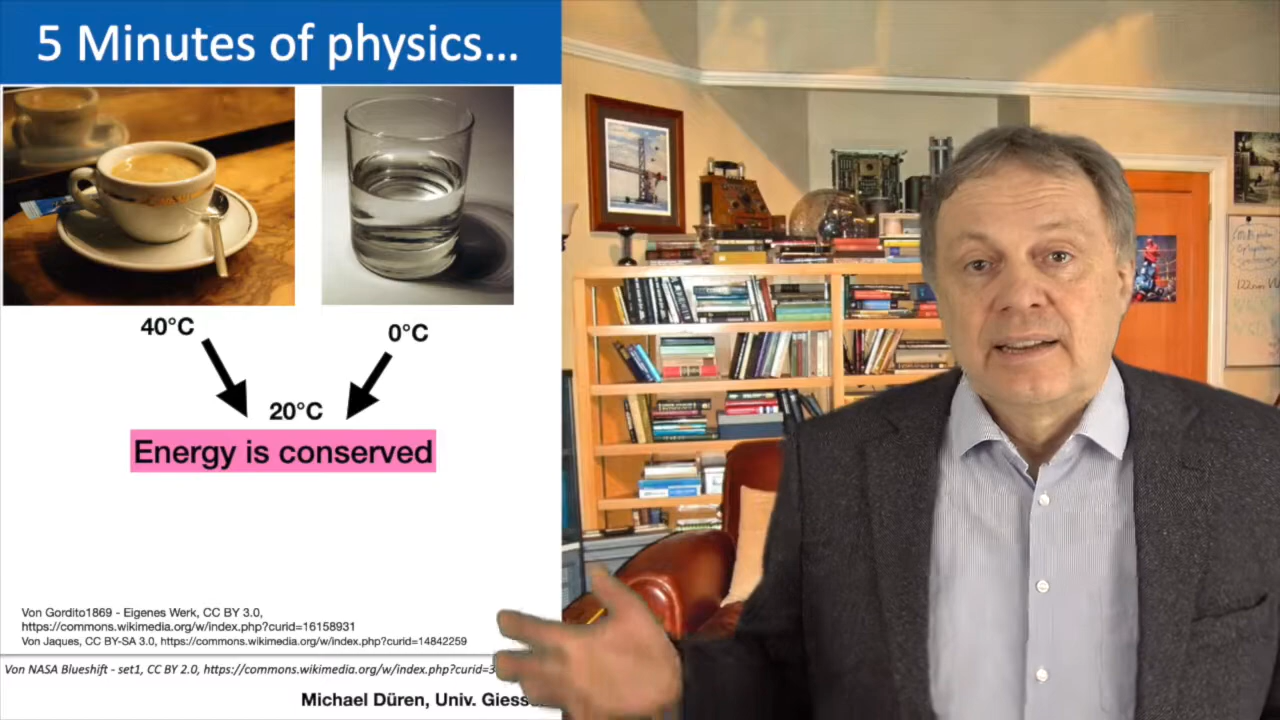 5 Minutes of physics...
40°C
0°C
20°C
Energy is conserved
Von Gordito1869 - Eigenes Werk, CC BY 3.0,
https://commons.wikimedia.org/w/index.php?curid=16158931
Von Jaques, CC BY-SA 3.0, https://commons.wikimedia.org/w/index.php?curid=14842259
Von NASA Blueshift - set1, CC BY 2.0, https://commons.wikimedia.org/w/index.php?curid=3
Michael Düren, Univ. Giess